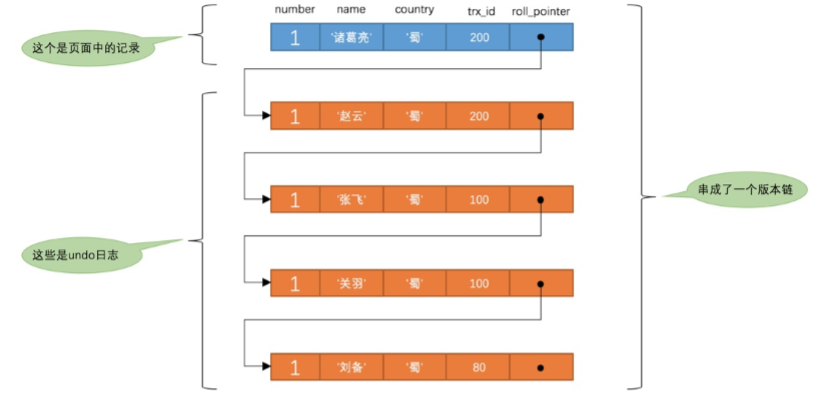 number name country trx_id roll_pointer
这个是页面中的记录
1 '诸葛亮' '蜀' 200
1 '赵云' '蜀' 200
串成了一个版本链
1 '张飞' '蜀' 100
这些是undo日志
1 '关羽' '蜀' 100
1 '刘备' '蜀' 80